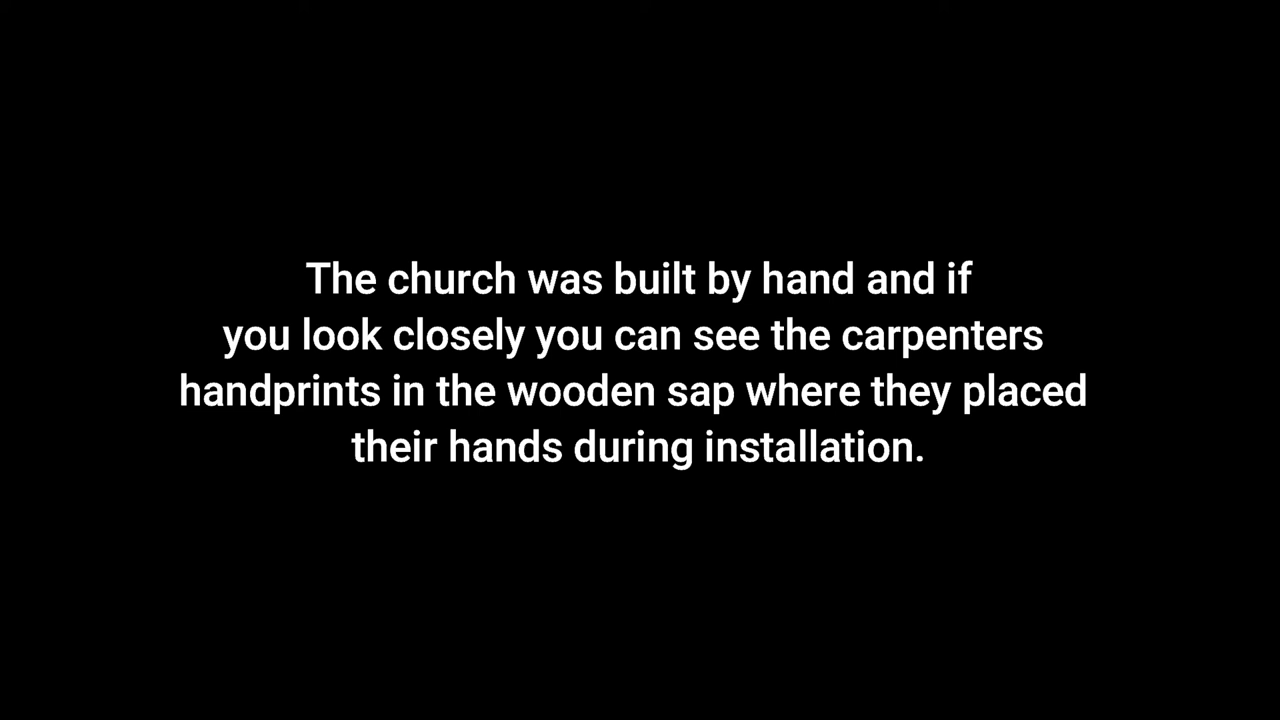 The church was built by hand and if
you look closely you can see the carpenters
handprints in the wooden sap where they placed
their hands during installation.